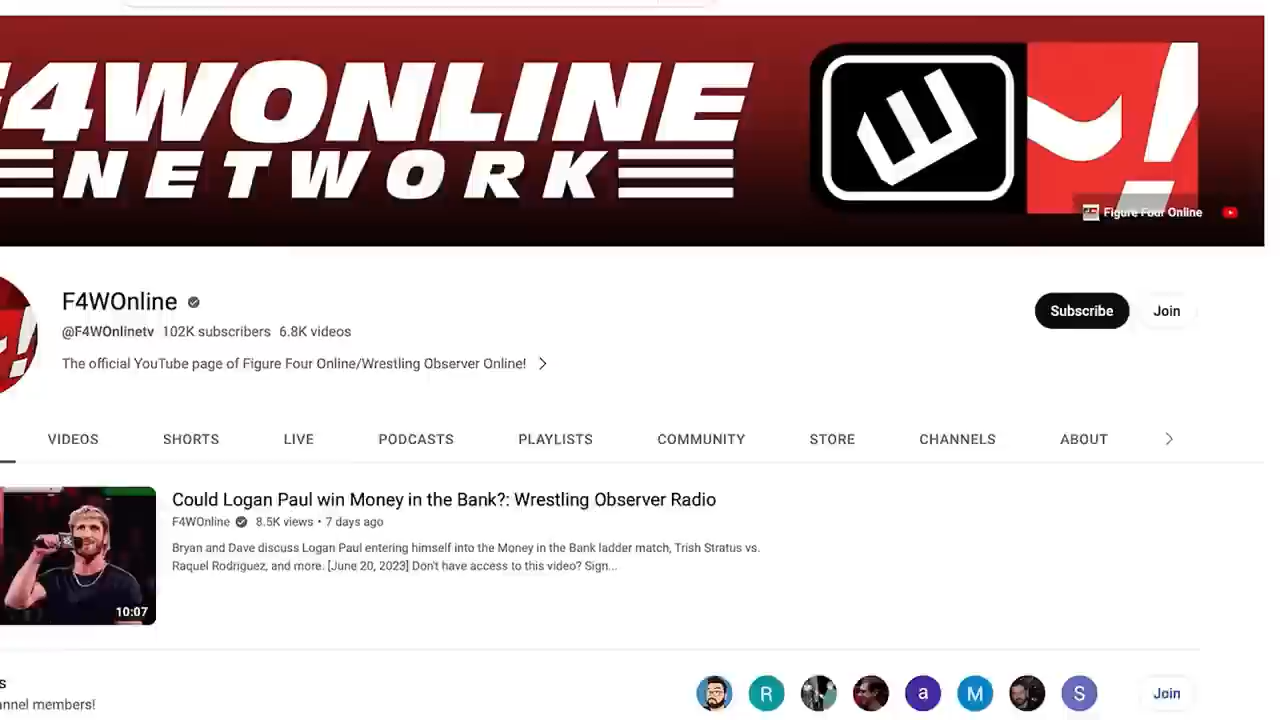 F4WONLINE
NETWORK
Figure Four Online
F4WOnline
Subscribe
Join
@F4WOnlinetv 102K subscribers 6.8K videos
The official YouTube page of Figure Four Online/Wrestling Observer Online!
VIDEOS SHORTS LIVE PODCASTS PLAYLISTS COMMUNITY STORE CHANNELS ABOUT
Could Logan Paul win Money in the Bank?: Wrestling Observer Radio
F4WOnline 8.5K views • 7 days ago
Bryan and Dave discuss Logan Paul entering himself into the Money in the Bank ladder match, Trish Stratus vs.
Raquel Rodriguez, and more. [June 20, 2023] Don't have access to this video? Sign...
10:07
s
R a M S Join
nnel members!